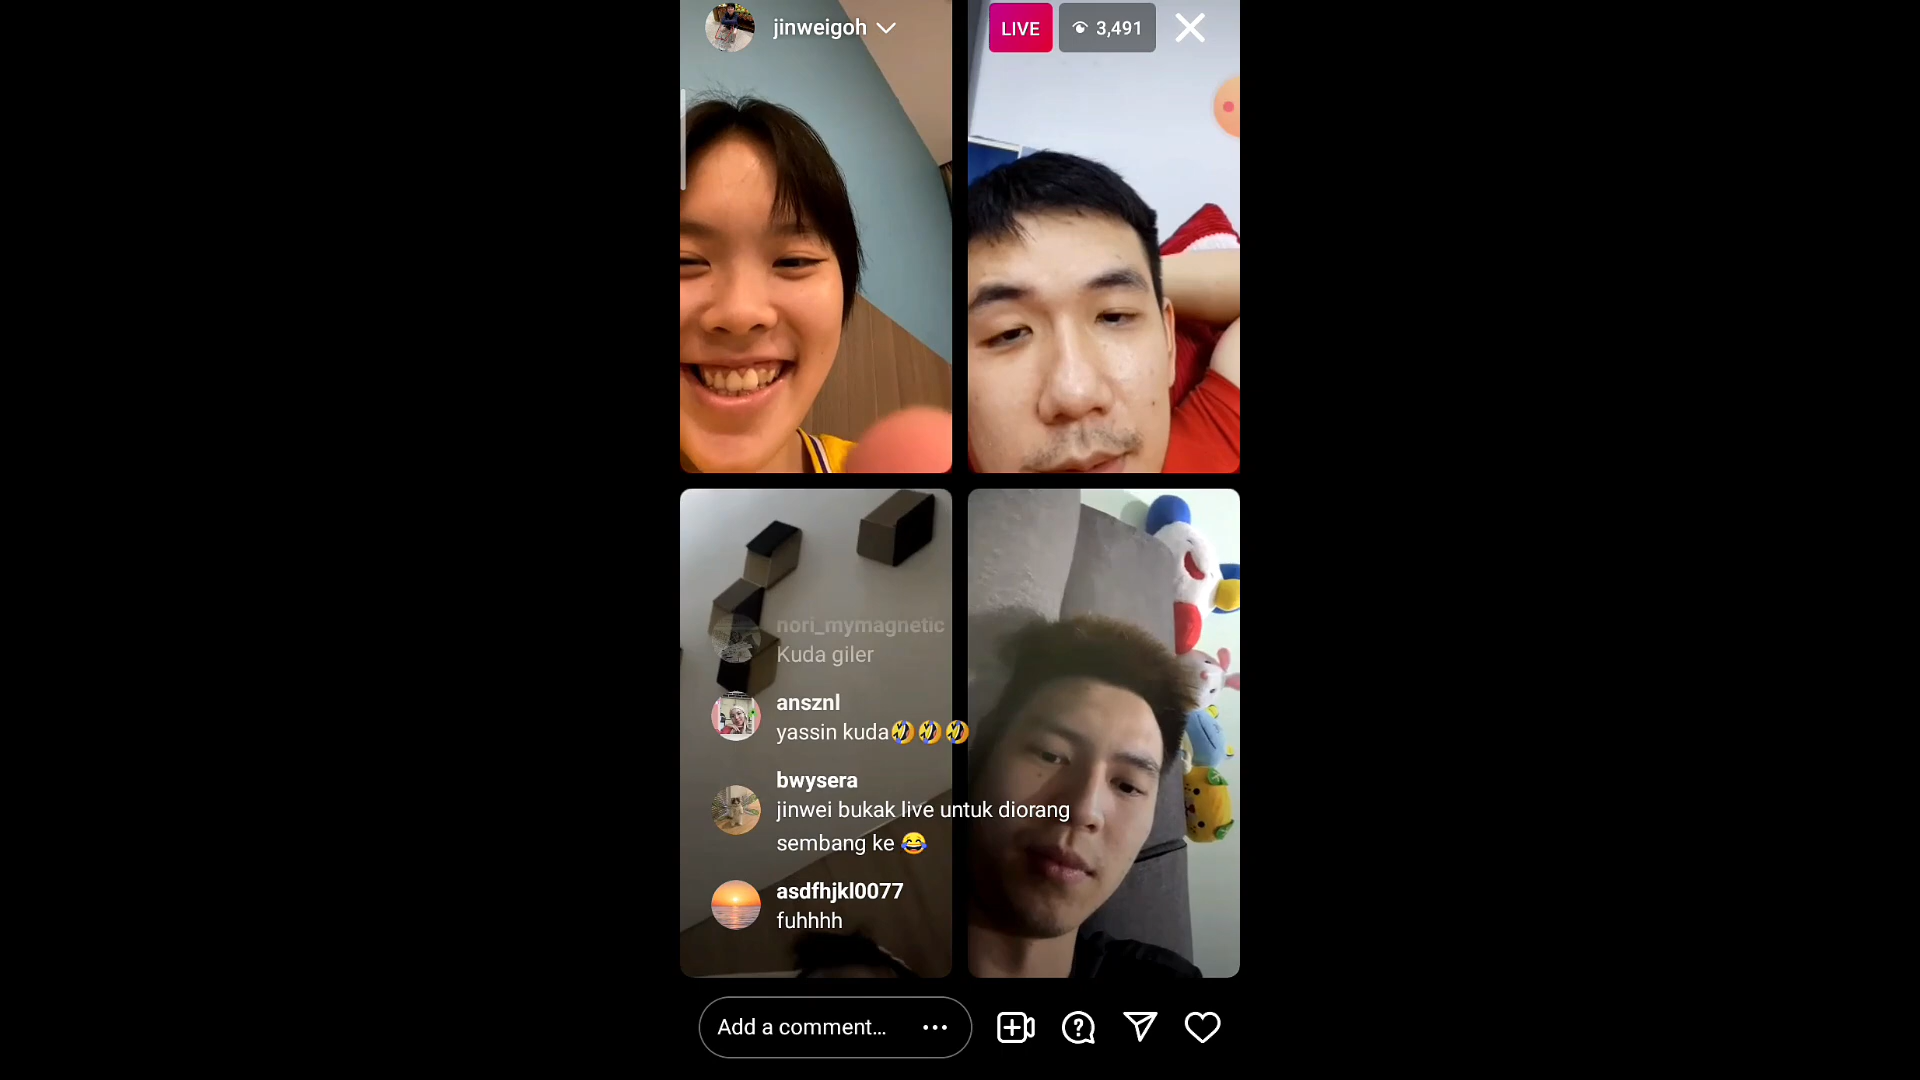 jinweigoh
LIVE
3,491
nori_mymagnetic
Kuda giler
ansznl
yassin kuda🤣🤣🤣
bwysera
jinwei bukak live untuk diorang
sembang ke 😂
asdfhjkl0077
fuhhhh
Add a comment...